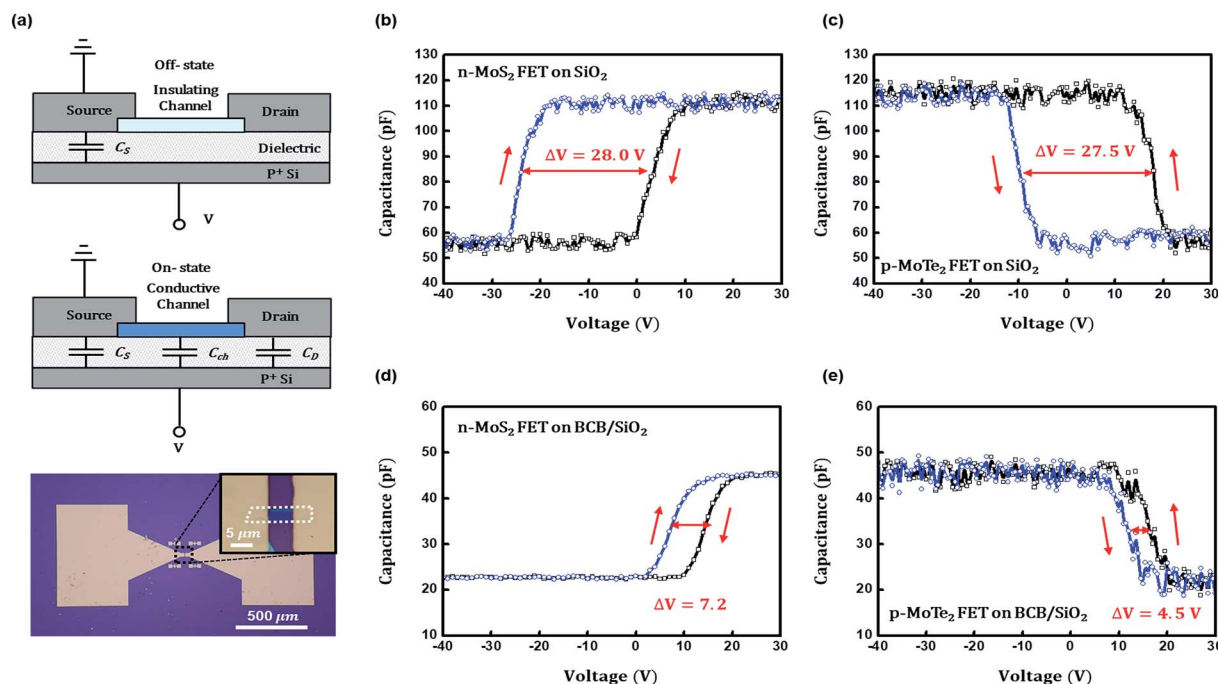 (a)
Off- state
Insulating
Channel
Source
Drain
C_S
Dielectric
P⁺ Si
V
On- state
Conductive
Channel
Source
Drain
C_S
C_ch
C_D
P⁺ Si
V
5 μm
500 μm
(b)
130
120
110
100
90
80
70
60
50
40
Capacitance (pF)
n-MoS₂ FET on SiO₂
ΔV = 28.0 V
-40 -30 -20 -10 0 10 20 30
Voltage (V)
(c)
130
120
110
100
90
80
70
60
50
40
Capacitance (pF)
ΔV = 27.5 V
p-MoTe₂ FET on SiO₂
-40 -30 -20 -10 0 10 20 30
Voltage (V)
(d)
60
50
40
30
20
10
Capacitance (pF)
n-MoS₂ FET on BCB/SiO₂
ΔV = 7.2
-40 -30 -20 -10 0 10 20 30
Voltage (V)
(e)
60
50
40
30
20
10
Capacitance (pF)
p-MoTe₂ FET on BCB/SiO₂
ΔV = 4.5 V
-40 -30 -20 -10 0 10 20 30
Voltage (V)